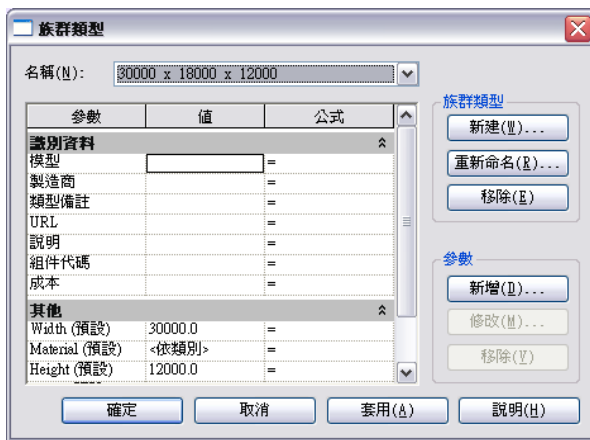 族群類型
名稱(N): 30000 x 18000 x 12000
參數 值 公式
識別資料
模型 =
製造商 =
類型備註 =
URL =
說明 =
組件代碼 =
成本 =
其他
Width (預設) 30000.0 =
Material (預設) <依類別> =
Height (預設) 12000.0 =
族群類型
新建(W)...
重新命名(R)...
移除(E)
參數
新增(D)...
修改(M)...
移除(V)
確定 取消 套用(A) 說明(H)